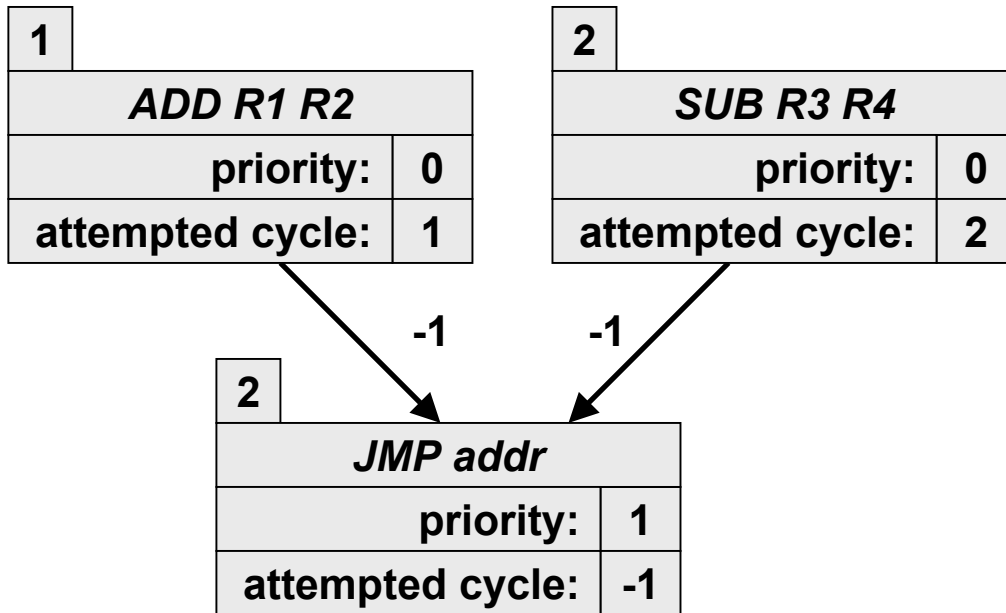 1
ADD R1 R2
priority: 0
attempted cycle: 1
2
SUB R3 R4
priority: 0
attempted cycle: 2
-1
-1
2
JMP addr
priority: 1
attempted cycle: -1